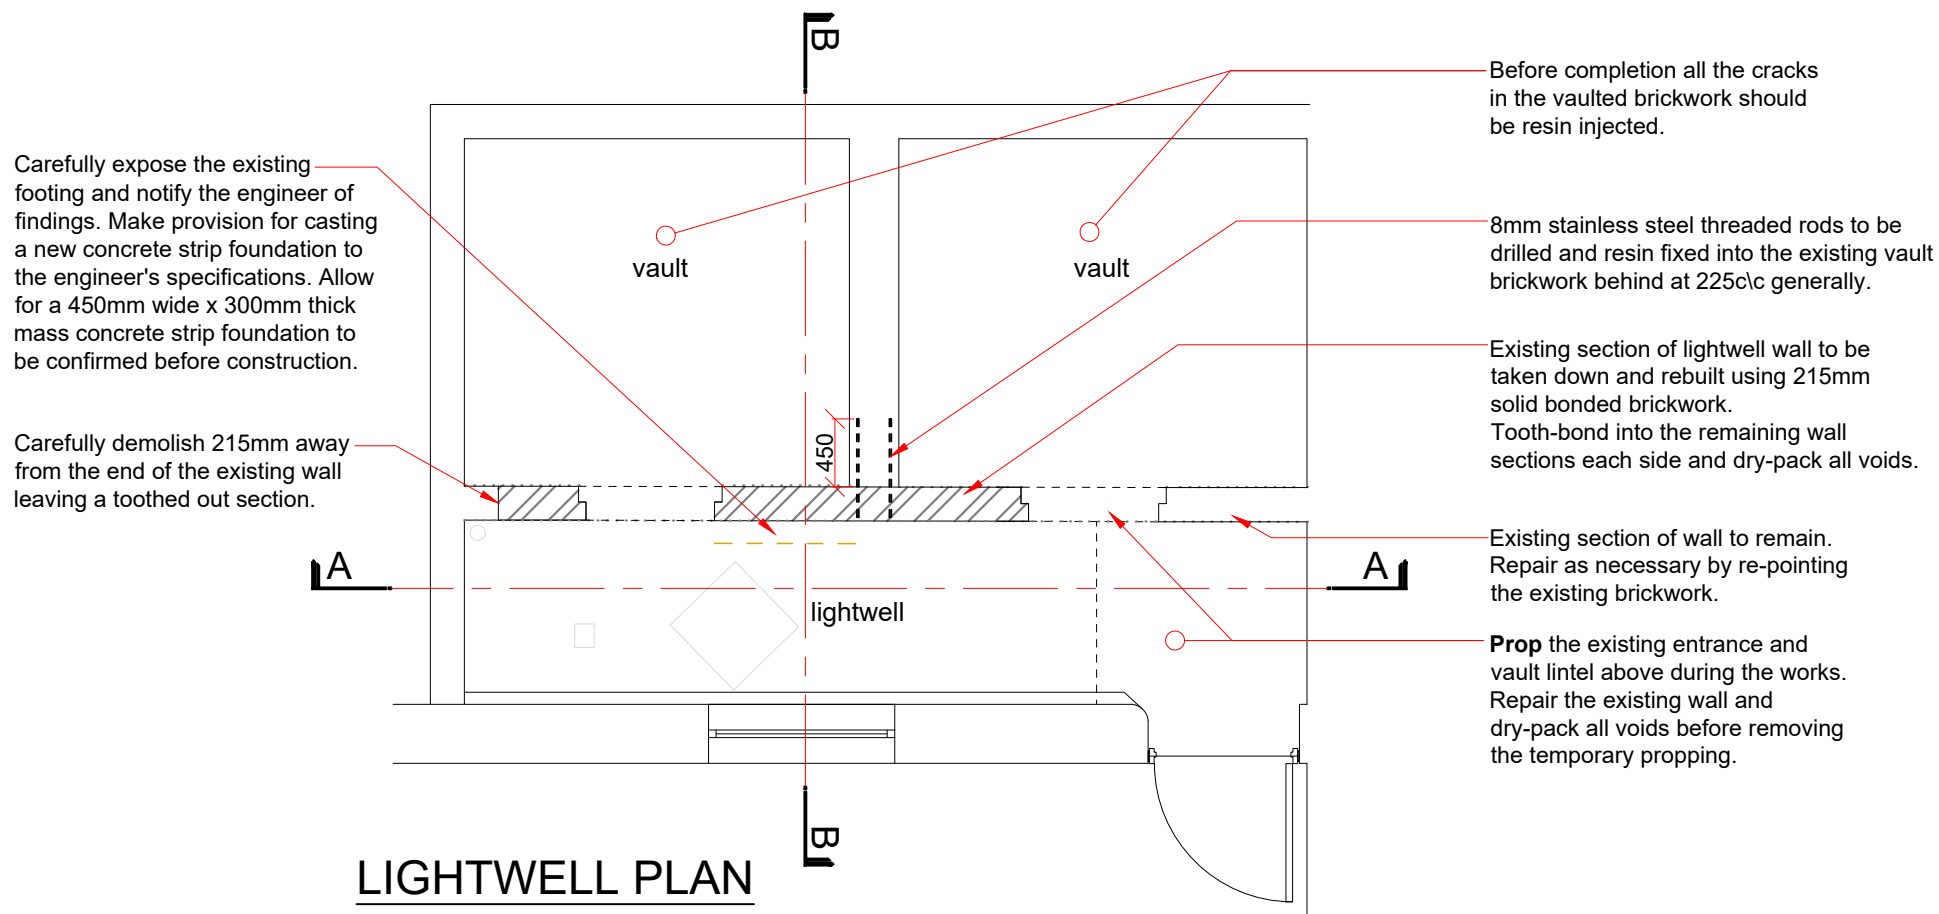 B
Before completion all the cracks
in the vaulted brickwork should
be resin injected.
Carefully expose the existing
footing and notify the engineer of
findings. Make provision for casting
a new concrete strip foundation to
the engineer's specifications. Allow
for a 450mm wide x 300mm thick
mass concrete strip foundation to
be confirmed before construction.
vault
vault
8mm stainless steel threaded rods to be
drilled and resin fixed into the existing vault
brickwork behind at 225c\c generally.
Existing section of lightwell wall to be
taken down and rebuilt using 215mm
solid bonded brickwork.
Tooth-bond into the remaining wall
sections each side and dry-pack all voids.
450
Carefully demolish 215mm away
from the end of the existing wall
leaving a toothed out section.
Existing section of wall to remain.
Repair as necessary by re-pointing
the existing brickwork.
A
A
lightwell
Prop the existing entrance and
vault lintel above during the works.
Repair the existing wall and
dry-pack all voids before removing
the temporary propping.
B
LIGHTWELL PLAN